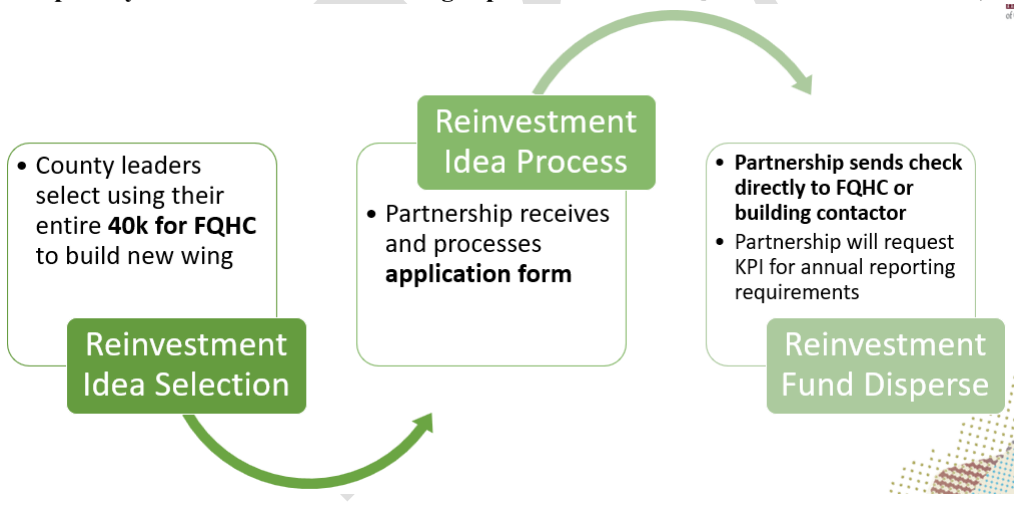 • County leaders
select using their
entire 40k for FQHC
to build new wing
Reinvestment
Idea Selection
Reinvestment
Idea Process
• Partnership receives
and processes
application form
• Partnership sends check
directly to FQHC or
building contactor
• Partnership will request
KPI for annual reporting
requirements
Reinvestment
Fund Disperse